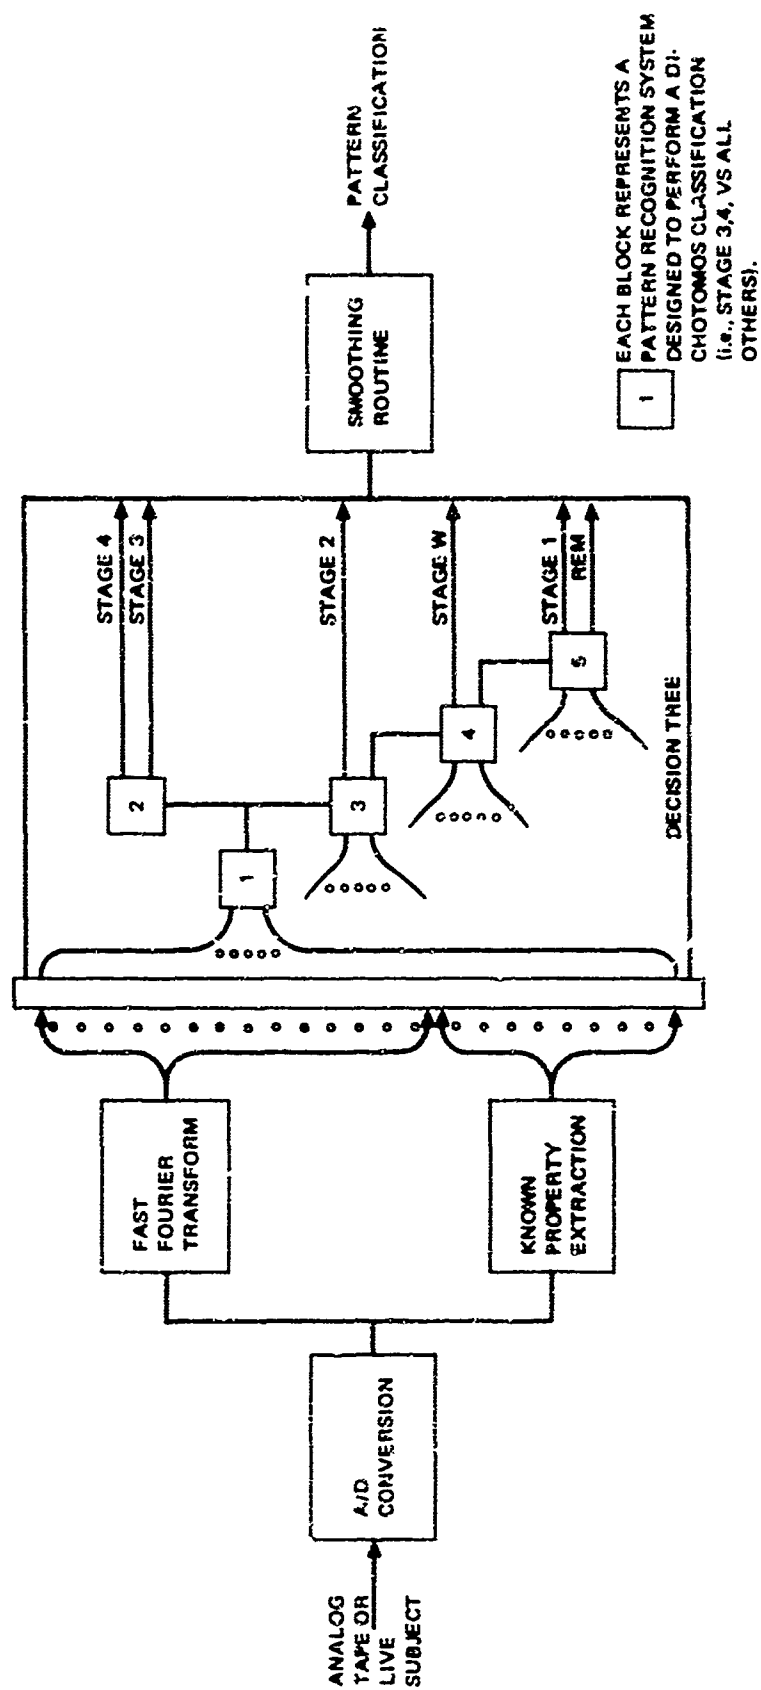 ANALOG
TAPE OR
LIVE
SUBJECT
A/D
CONVERSION
FAST
FOURIER
TRANSFORM
KNOWN
PROPERTY
EXTRACTION
1
2
3
4
5
STAGE 4
STAGE 3
STAGE 2
STAGE W
STAGE 1
REM
DECISION TREE
SMOOTHING
ROUTINE
PATTERN
CLASSIFICATION
1
EACH BLOCK REPRESENTS A
PATTERN RECOGNITION SYSTEM
DESIGNED TO PERFORM A DI-
CHOTOMOS CLASSIFICATION
(i.e., STAGE 3,4, VS ALL
OTHERS).